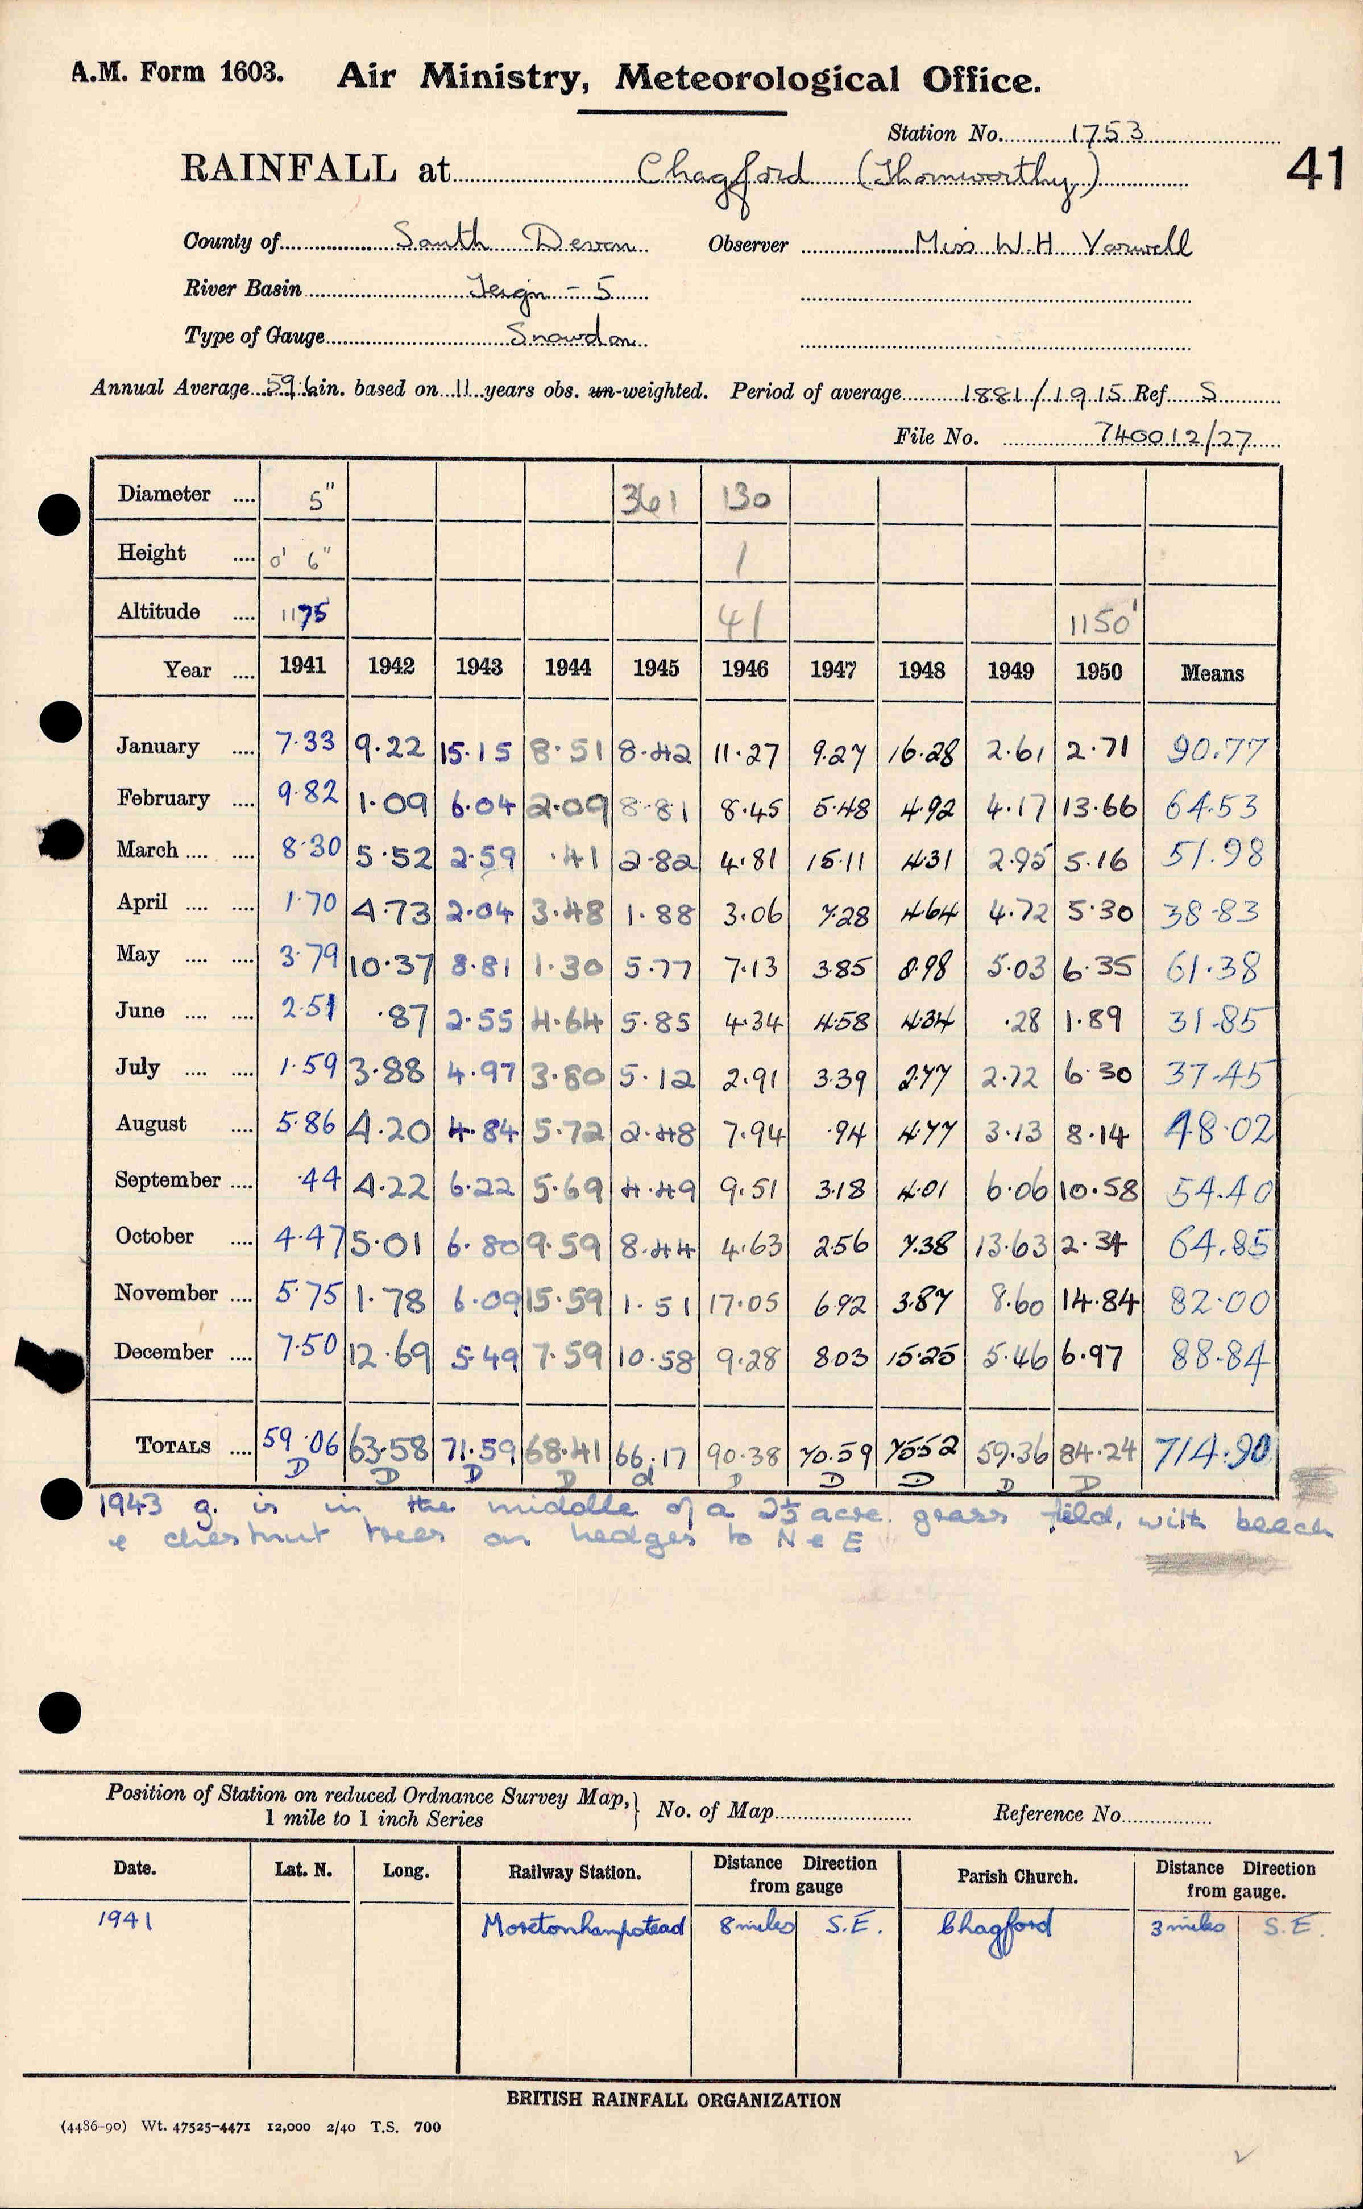 A.M. Form 1603. Air Ministry, Meteorological Office.
Station No. 1753
RAINFALL at Chagford (Thornworthy) 41
County of South Devon Observer Miss W.H Varwell
River Basin Teign - 5
Type of Gauge Snowdon
Annual Average 59.6 in. based on 11 years obs. un-weighted. Period of average 1881/1915 Ref S
File No. 740012/27
Diameter .... 5" 361 130
Height .... 0' 6" 1
Altitude .... 1175 41 1150'
Year .... 1941 1942 1943 1944 1945 1946 1947 1948 1949 1950 Means
January .... 7.33 9.22 15.15 8.51 8.42 11.27 9.27 16.28 2.61 2.71 90.77
February .... 9.82 1.09 6.04 2.09 8.81 8.45 5.48 4.92 4.17 13.66 64.53
March .... .... 8.30 5.52 2.59 .41 2.82 4.81 15.11 4.31 2.95 5.16 51.98
April .... .... 1.70 4.73 2.04 3.48 1.88 3.06 7.28 4.64 4.72 5.30 38.83
May .... .... 3.79 10.37 8.81 1.30 5.77 7.13 3.85 8.98 5.03 6.35 61.38
June .... .... 2.51 .87 2.55 4.64 5.85 4.34 4.58 4.34 .28 1.89 31.85
July .... .... 1.59 3.88 4.97 3.80 5.12 2.91 3.39 2.77 2.72 6.30 37.45
August .... 5.86 4.20 4.84 5.72 2.48 7.94 .94 4.77 3.13 8.14 48.02
September .... .44 4.22 6.22 5.69 4.49 9.51 3.18 4.01 6.06 10.58 54.40
October .... 4.47 5.01 6.80 9.59 8.44 4.63 2.56 7.38 13.63 2.34 64.85
November .... 5.75 1.78 6.09 15.59 1.51 17.05 6.92 3.87 8.60 14.84 82.00
December .... 7.50 12.69 5.49 7.59 10.58 9.28 8.03 15.25 5.46 6.97 88.84
TOTALS .... 59.06 63.58 71.59 68.41 66.17 90.38 70.59 75.52 59.36 84.24 714.90
D D D D d D D D D D
1943 g. is in the middle of a 2½ acre. grass field, with beech
& chestnut trees on hedges to N & E
Position of Station on reduced Ordnance Survey Map,} No. of Map Reference No.
1 mile to 1 inch Series
Date. Lat. N. Long. Railway Station. Distance Direction from gauge Parish Church. Distance Direction from gauge.
1941 Moretonhampstead 8 miles S.E. Chagford 3 miles S.E.
BRITISH RAINFALL ORGANIZATION
(4486-90) Wt. 47525-4471 12,000 2/40 T.S. 700